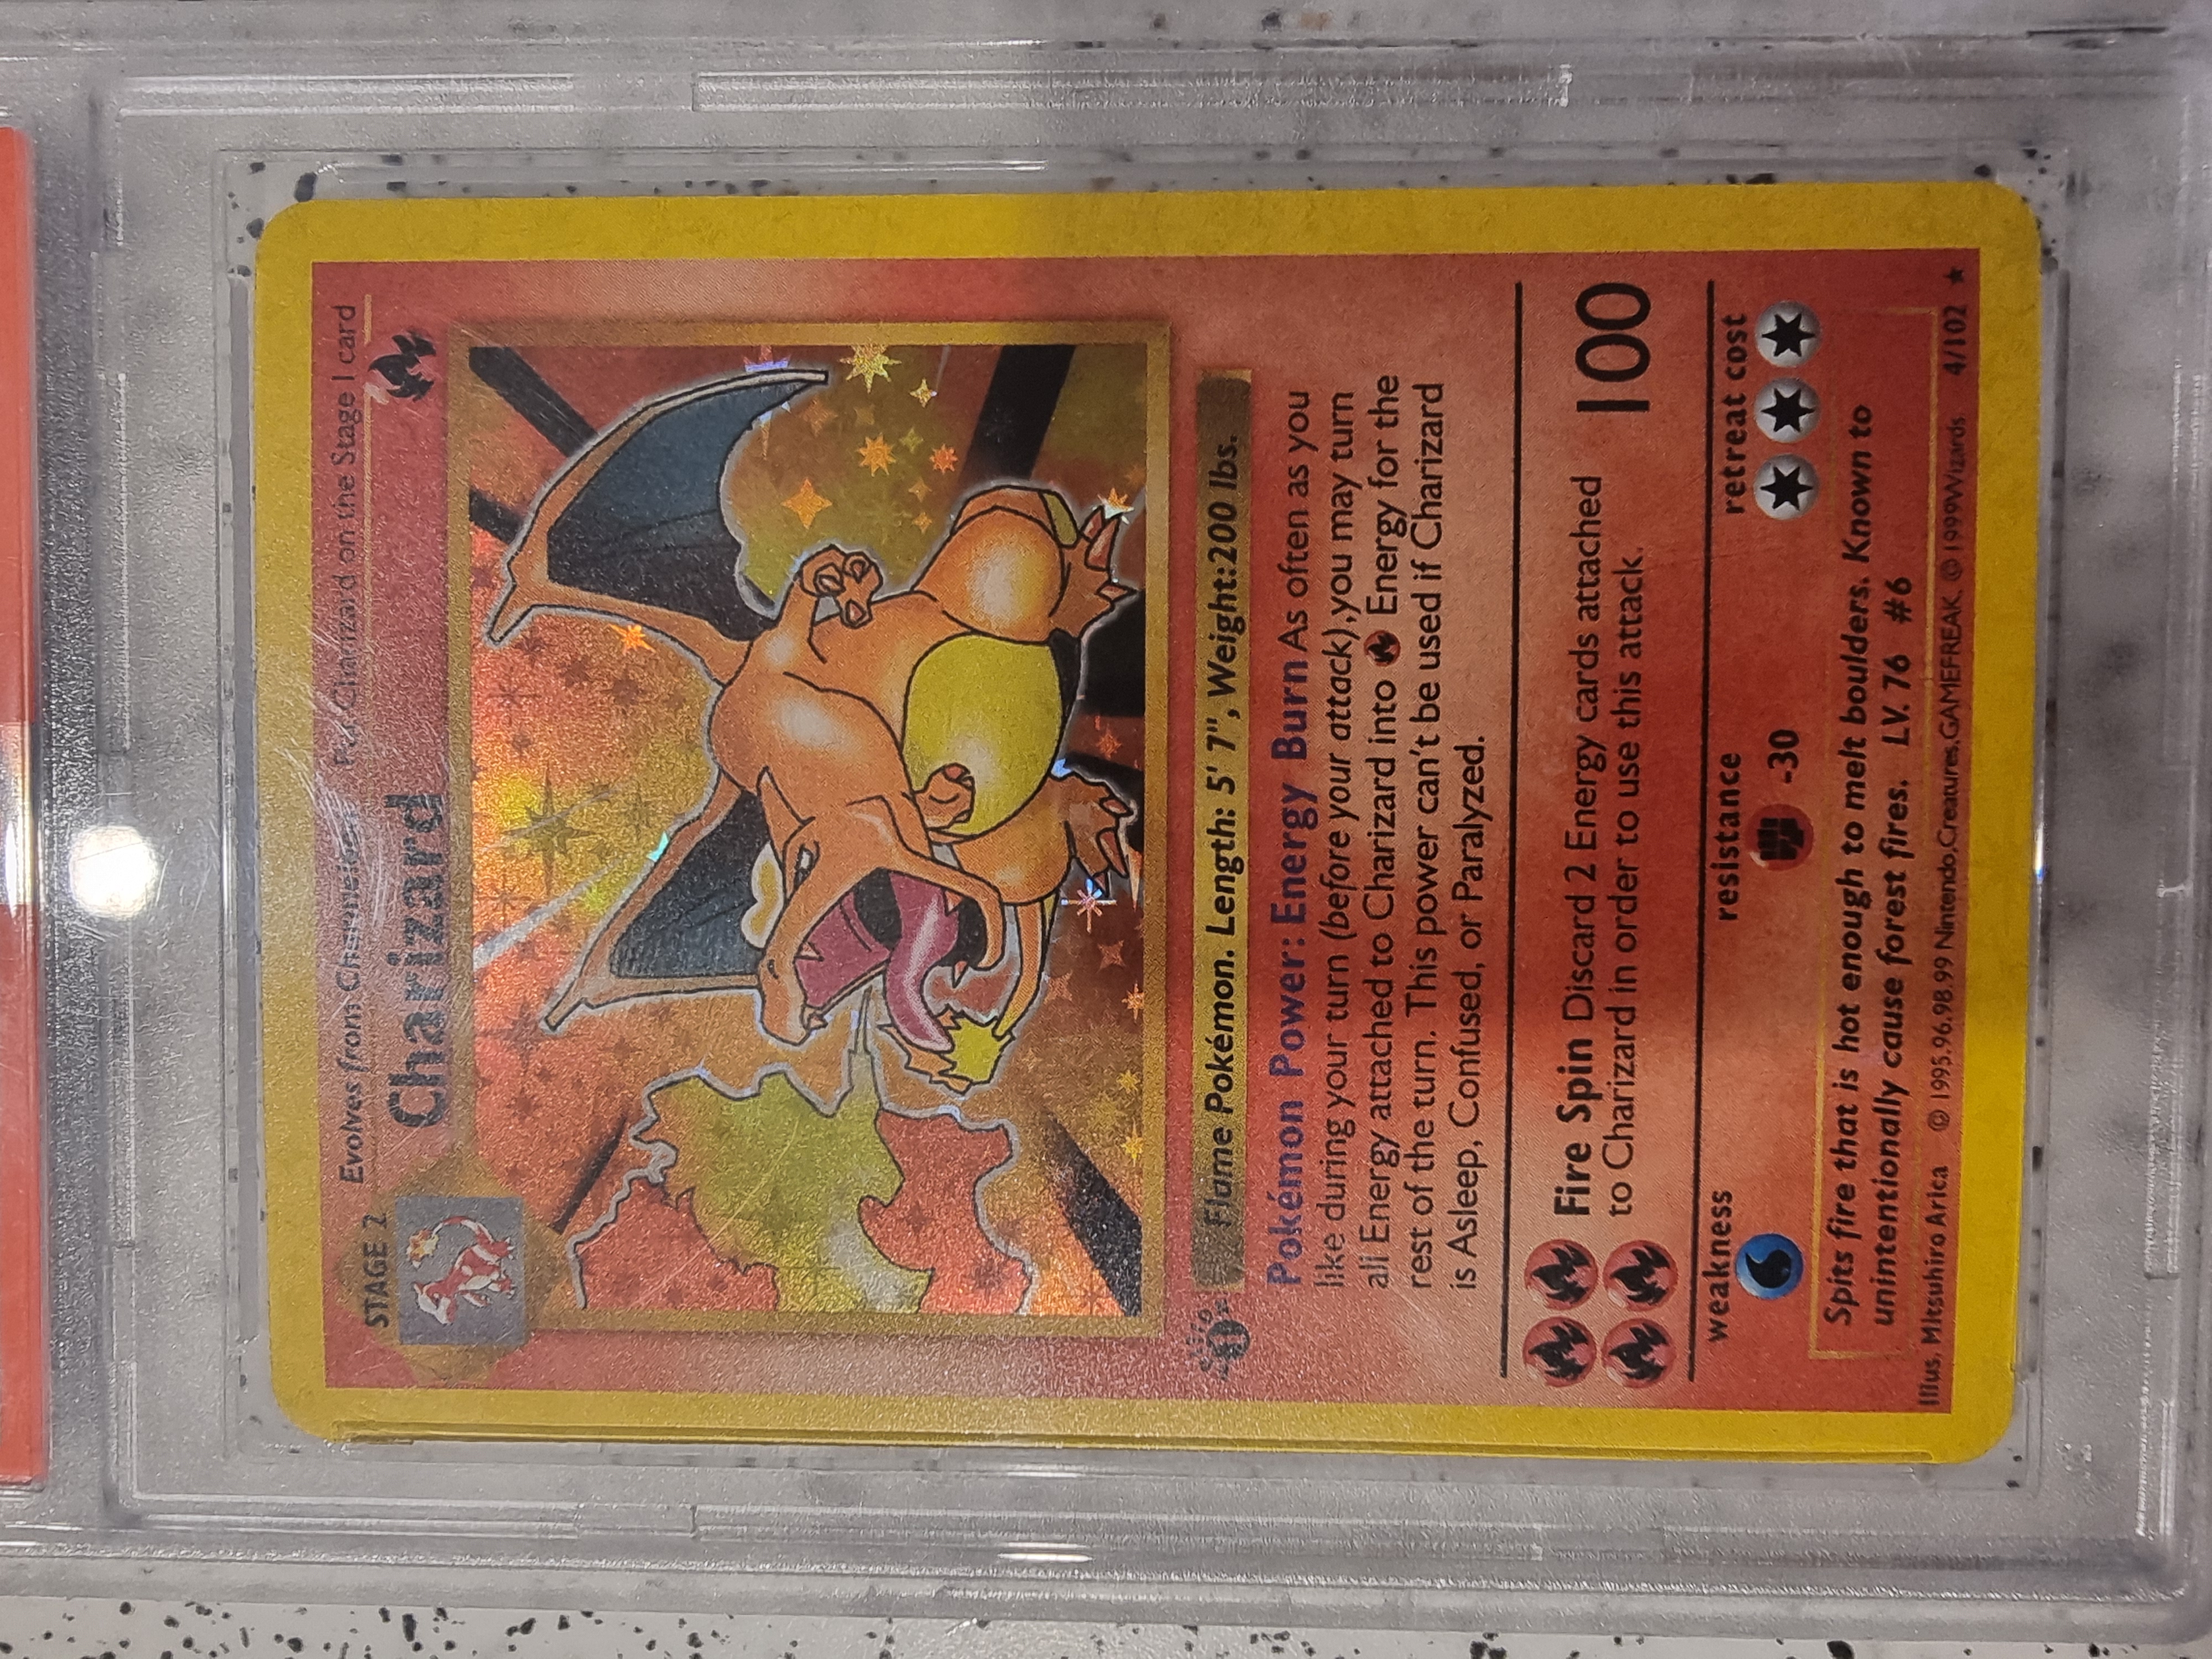 Evolves frons Charmeleon Put Charizard on the Stage 1 card
STAGE 2
Charizard
Flame Pokémon. Length: 5' 7", Weight:200 lbs.
1
Pokémon Power: Energy Burn As often as you
like during your turn (before your attack),you may turn
all Energy attached to Charizard into Energy for the
rest of the turn. This power can't be used if Charizard
is Asleep, Confused, or Paralyzed.
Fire Spin Discard 2 Energy cards attached
to Charizard in order to use this attack.
100
weakness resistance retreat cost
-30
Spits fire that is hot enough to melt boulders. Known to
unintentionally cause forest fires. LV. 76 #6
Illus. Mitsuhiro Arica © 1995.96.98.99 Nintendo,Creatures,GAMEFREAK. © 1999Wizards 4/102 ★